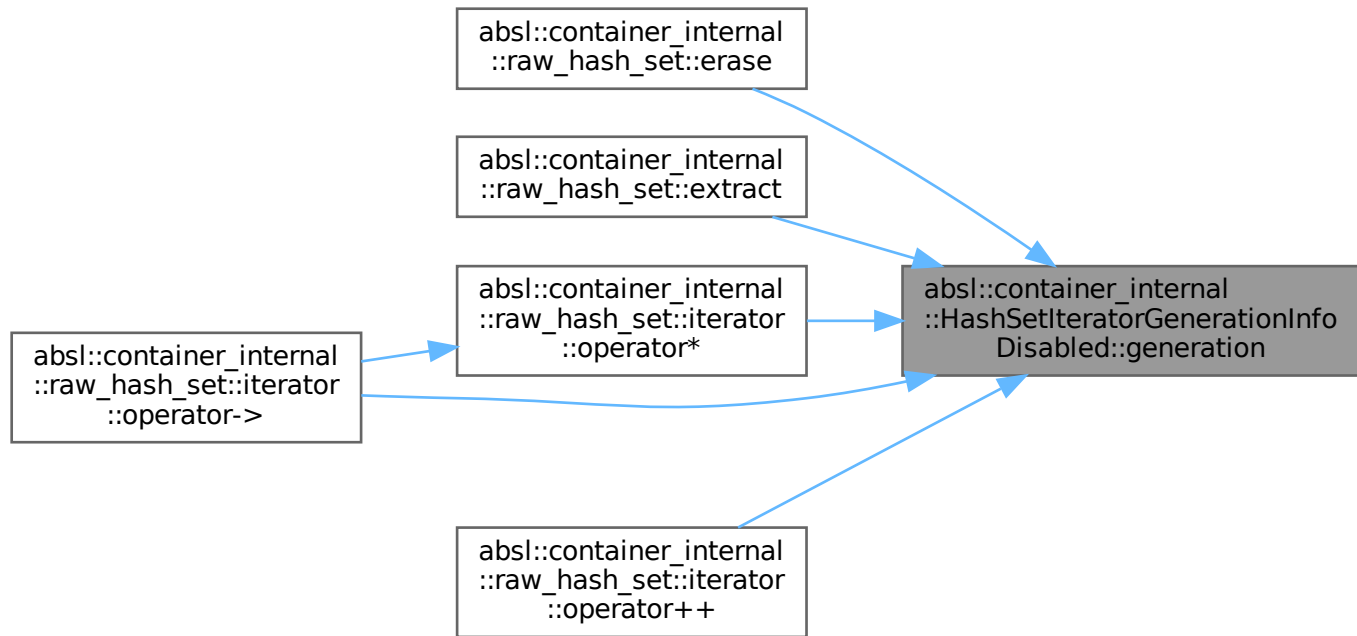 absl::container_internal
::raw_hash_set::erase
absl::container_internal
::raw_hash_set::extract
absl::container_internal
::raw_hash_set::iterator
::operator*
absl::container_internal
::HashSetIteratorGenerationInfo
Disabled::generation
absl::container_internal
::raw_hash_set::iterator
::operator->
absl::container_internal
::raw_hash_set::iterator
::operator++